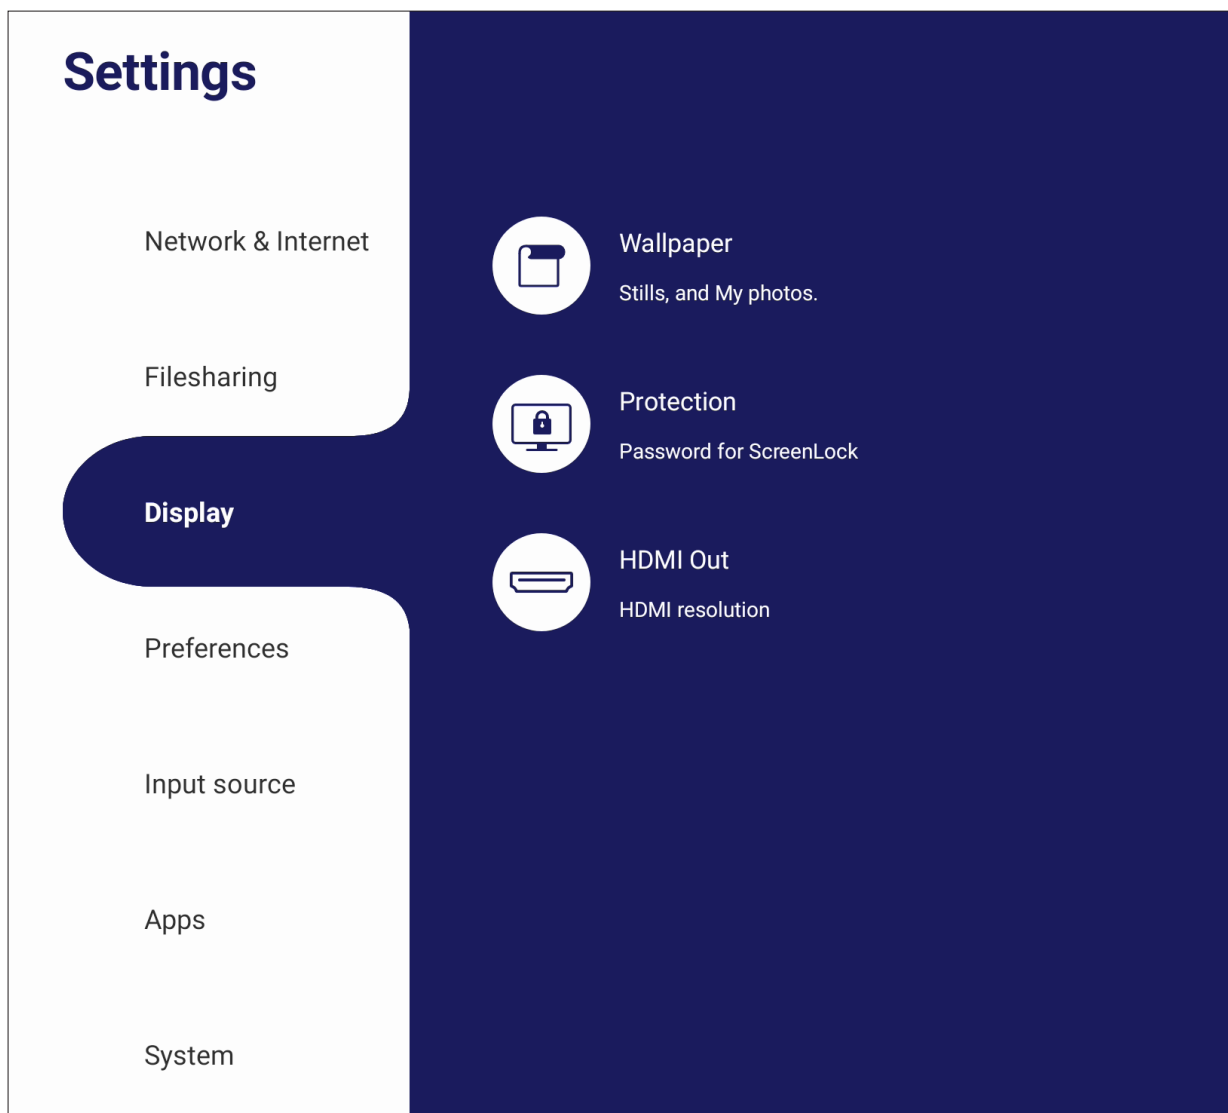 Settings
Network & Internet
Filesharing
Display
Preferences
Input source
Apps
System
Wallpaper
Stills, and My photos.
Protection
Password for ScreenLock
HDMI Out
HDMI resolution